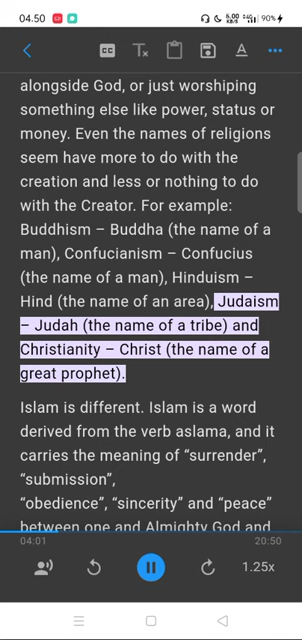 04.50
6,00 KB/S 4G 90%
CC
alongside God, or just worshiping
something else like power, status or
money. Even the names of religions
seem have more to do with the
creation and less or nothing to do
with the Creator. For example:
Buddhism – Buddha (the name of a
man), Confucianism – Confucius
(the name of a man), Hinduism –
Hind (the name of an area), Judaism
– Judah (the name of a tribe) and
Christianity – Christ (the name of a
great prophet).
Islam is different. Islam is a word
derived from the verb aslama, and it
carries the meaning of “surrender”,
“submission”,
“obedience”, “sincerity” and “peace”
between one and Almighty God and
04:01
20:50
1.25x